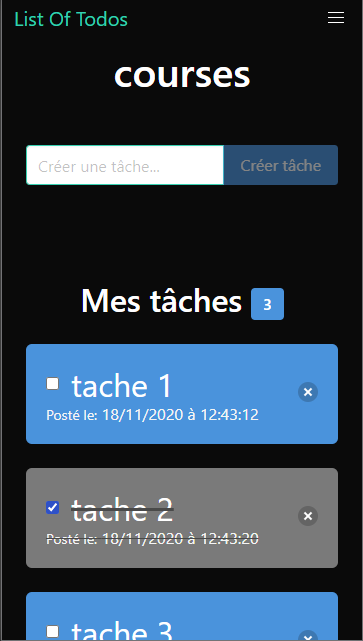 List Of Todos
courses
Créer une tâche... Créer tâche
Mes tâches 3
tache 1
Posté le: 18/11/2020 à 12:43:12
tache 2
Posté le: 18/11/2020 à 12:43:20
tache 3